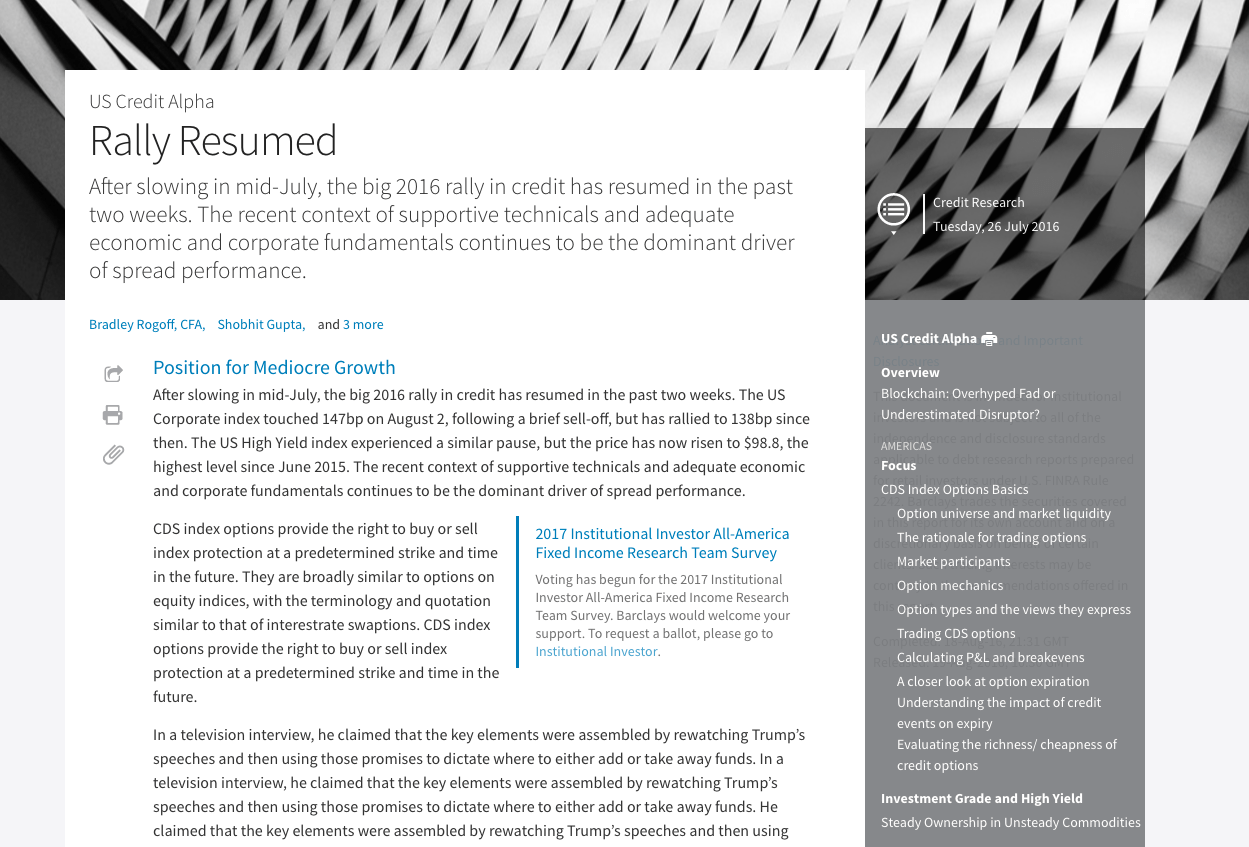 US Credit Alpha
Rally Resumed
After slowing in mid-July, the big 2016 rally in credit has resumed in the past
two weeks. The recent context of supportive technicals and adequate
economic and corporate fundamentals continues to be the dominant driver
of spread performance.
Bradley Rogoff, CFA, Shobhit Gupta, and 3 more
Position for Mediocre Growth
After slowing in mid-July, the big 2016 rally in credit has resumed in the past two weeks. The US
Corporate index touched 147bp on August 2, following a brief sell-off, but has rallied to 138bp since
then. The US High Yield index experienced a similar pause, but the price has now risen to $98.8, the
highest level since June 2015. The recent context of supportive technicals and adequate economic
and corporate fundamentals continues to be the dominant driver of spread performance.
CDS index options provide the right to buy or sell
index protection at a predetermined strike and time
in the future. They are broadly similar to options on
equity indices, with the terminology and quotation
similar to that of interestrate swaptions. CDS index
options provide the right to buy or sell index
protection at a predetermined strike and time in the
future.
2017 Institutional Investor All-America
Fixed Income Research Team Survey
Voting has begun for the 2017 Institutional
Investor All-America Fixed Income Research
Team Survey. Barclays would welcome your
support. To request a ballot, please go to
Institutional Investor.
In a television interview, he claimed that the key elements were assembled by rewatching Trump’s
speeches and then using those promises to dictate where to either add or take away funds. In a
television interview, he claimed that the key elements were assembled by rewatching Trump’s
speeches and then using those promises to dictate where to either add or take away funds. He
claimed that the key elements were assembled by rewatching Trump’s speeches and then using
Credit Research
Tuesday, 26 July 2016
US Credit Alpha
Overview
Blockchain: Overhyped Fad or
Underestimated Disruptor?
AMERICAS
Focus
CDS Index Options Basics
Option universe and market liquidity
The rationale for trading options
Market participants
Option mechanics
Option types and the views they express
Trading CDS options
Calculating P&L and breakevens
A closer look at option expiration
Understanding the impact of credit
events on expiry
Evaluating the richness/ cheapness of
credit options
Investment Grade and High Yield
Steady Ownership in Unsteady Commodities